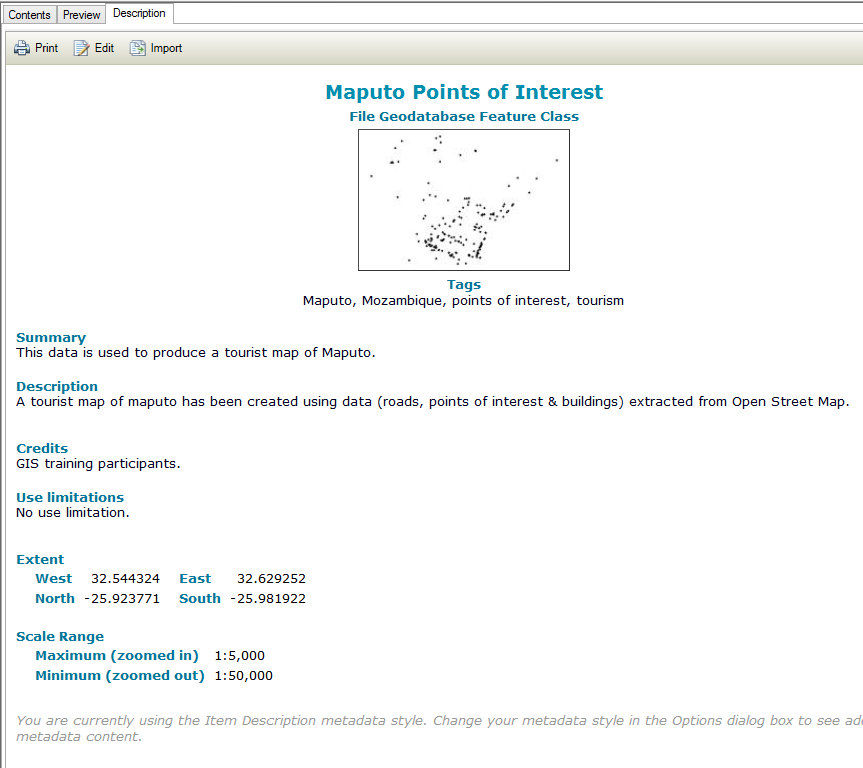 Contents Preview Description
Print Edit Import
Maputo Points of Interest
File Geodatabase Feature Class
Tags
Maputo, Mozambique, points of interest, tourism
Summary
This data is used to produce a tourist map of Maputo.
Description
A tourist map of maputo has been created using data (roads, points of interest & buildings) extracted from Open Street Map.
Credits
GIS training participants.
Use limitations
No use limitation.
Extent
West 32.544324 East 32.629252
North -25.923771 South -25.981922
Scale Range
Maximum (zoomed in) 1:5,000
Minimum (zoomed out) 1:50,000
You are currently using the Item Description metadata style. Change your metadata style in the Options dialog box to see
metadata content.